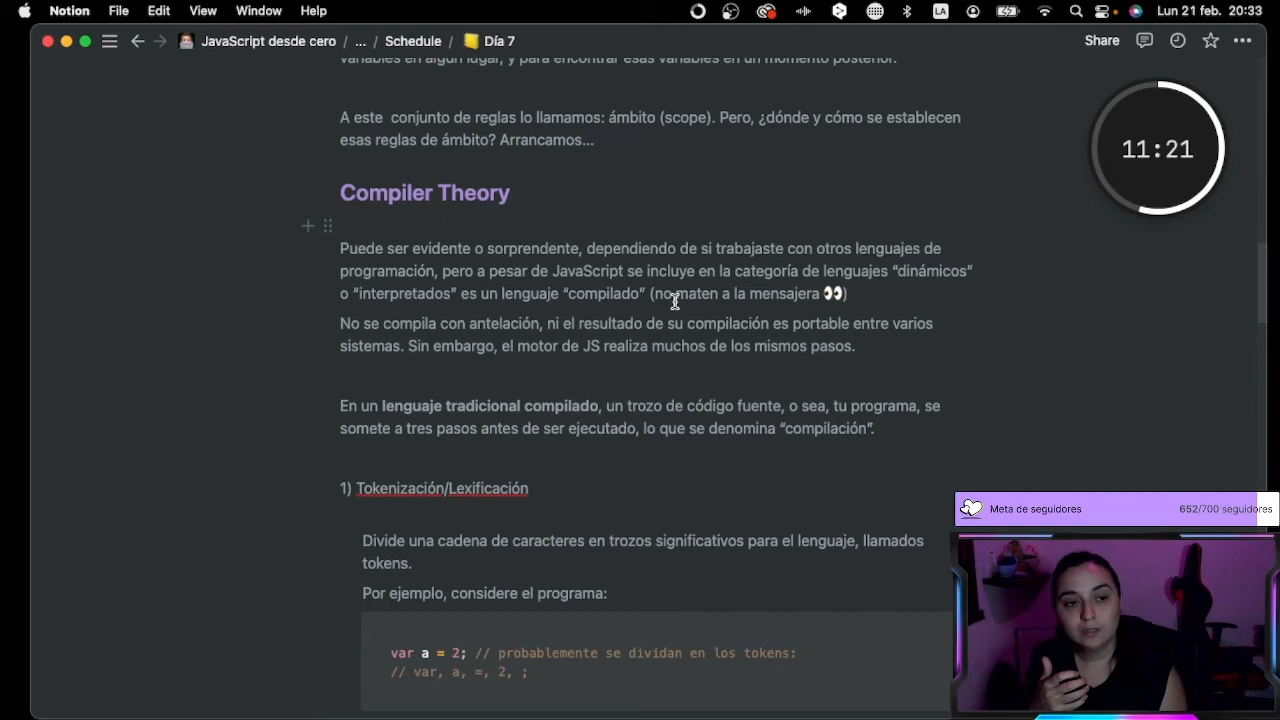 Notion File Edit View Window Help LA Lun 21 feb. 20:33
JavaScript desde cero / ... / Schedule / Día 7 Share
variables en algún lugar, y para encontrar esas variables en un momento posterior.
A este conjunto de reglas lo llamamos: ámbito (scope). Pero, ¿dónde y cómo se establecen
esas reglas de ámbito? Arrancamos...
11:21
Compiler Theory
Puede ser evidente o sorprendente, dependiendo de si trabajaste con otros lenguajes de
programación, pero a pesar de JavaScript se incluye en la categoría de lenguajes “dinámicos”
o “interpretados” es un lenguaje “compilado” (no maten a la mensajera 👀)
No se compila con antelación, ni el resultado de su compilación es portable entre varios
sistemas. Sin embargo, el motor de JS realiza muchos de los mismos pasos.
En un lenguaje tradicional compilado, un trozo de código fuente, o sea, tu programa, se
somete a tres pasos antes de ser ejecutado, lo que se denomina “compilación”.
1) Tokenización/Lexificación
Meta de seguidores 652/700 seguidores
Divide una cadena de caracteres en trozos significativos para el lenguaje, llamados
tokens.
Por ejemplo, considere el programa:
var a = 2; // probablemente se dividan en los tokens:
// var, a, =, 2, ;